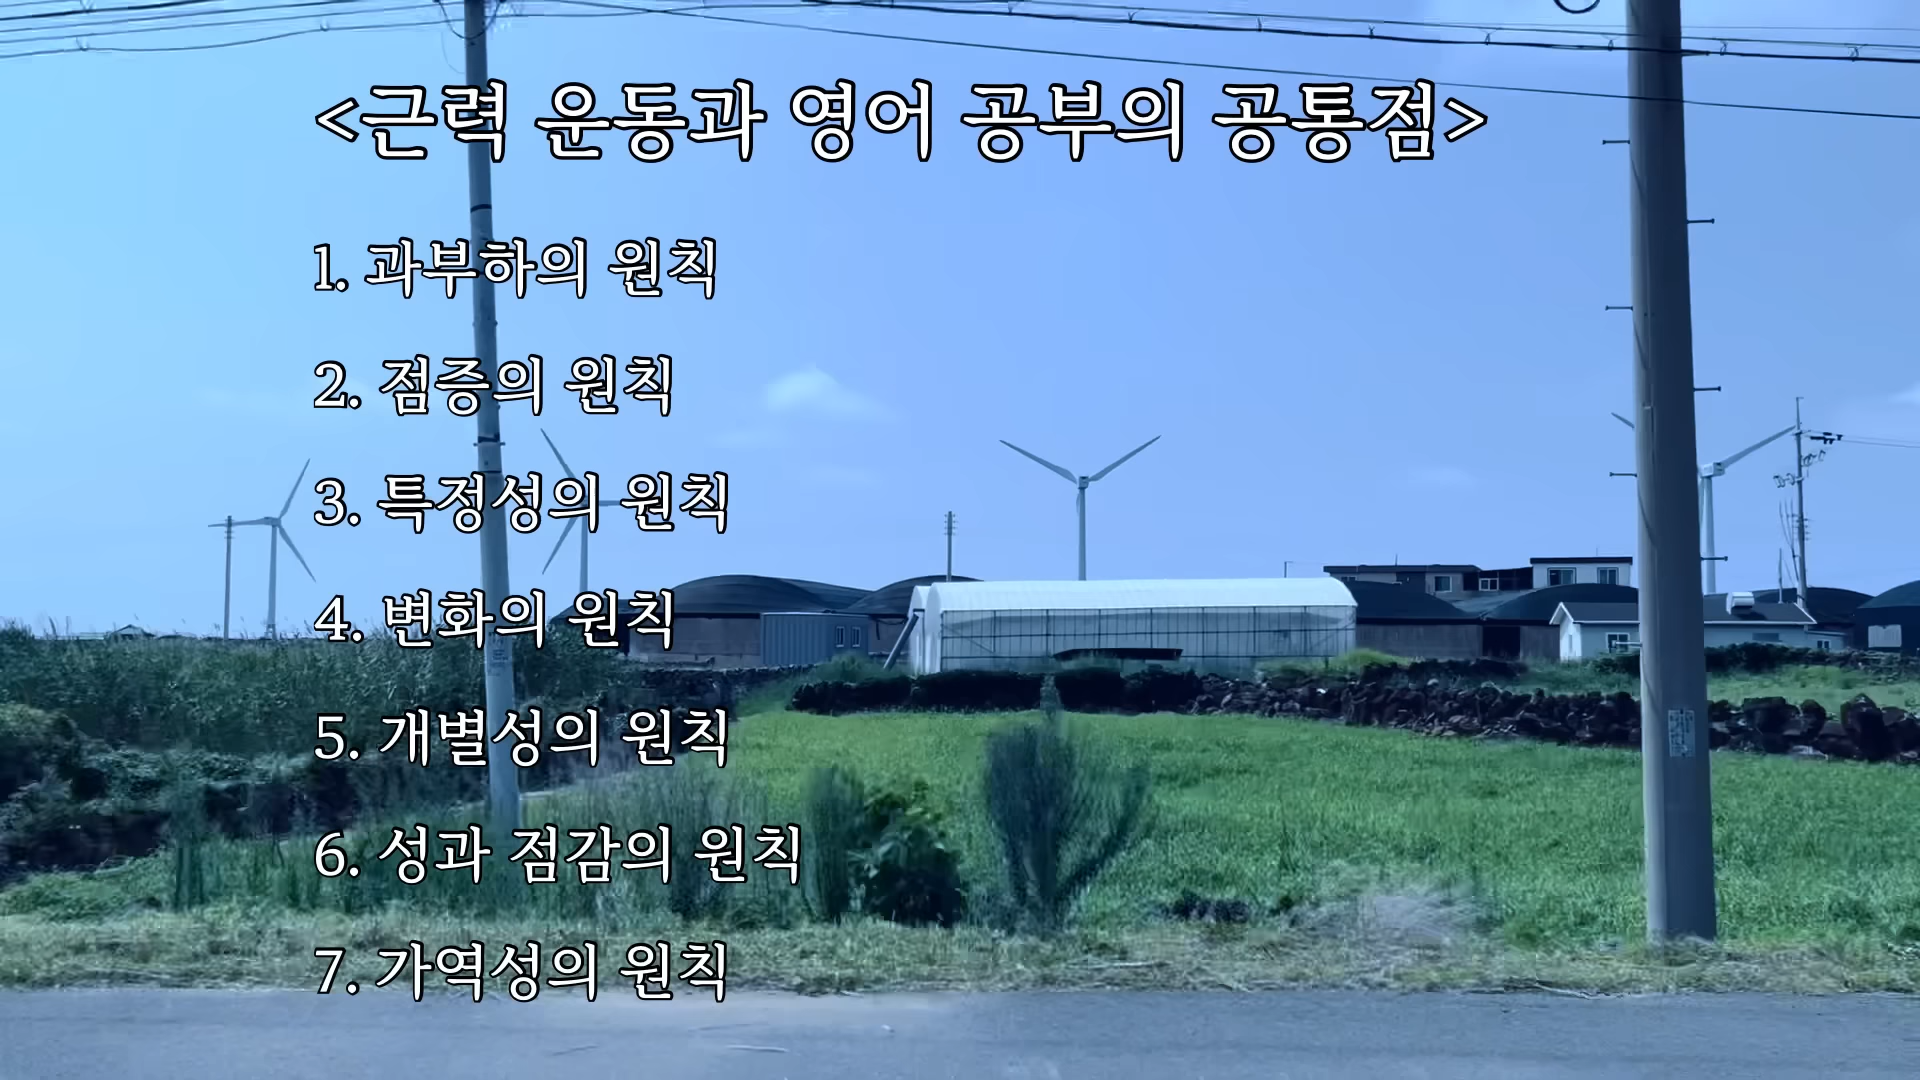 <근력 운동과 영어 공부의 공통점>
1. 과부하의 원칙
2. 점증의 원칙
3. 특정성의 원칙
4. 변화의 원칙
5. 개별성의 원칙
6. 성과 점감의 원칙
7. 가역성의 원칙